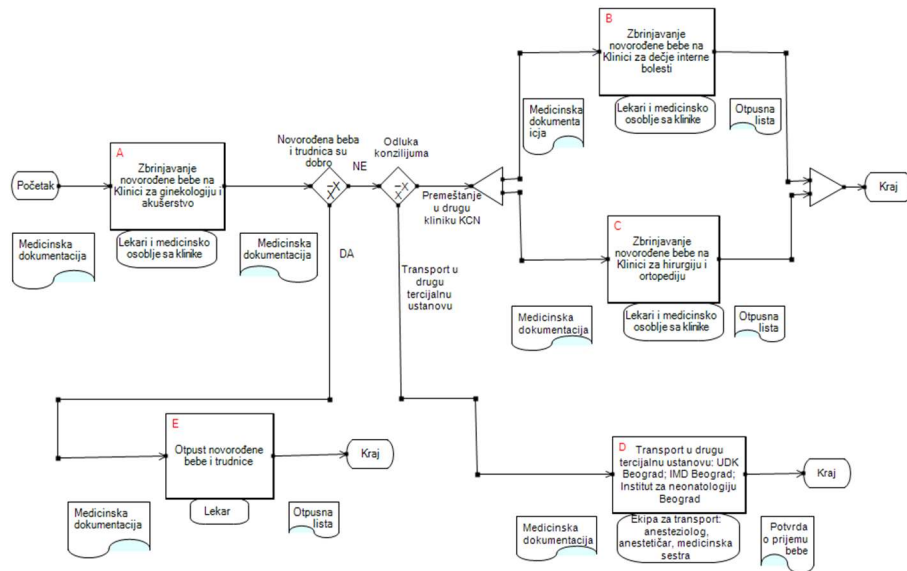 B
Zbrinjavanje
novorođene bebe na
Klinici za dečje interne
bolesti
Medicinska
dokumenta
icja
Lekari i medicinsko
osoblje sa klinike
Otpusna
lista
Novorođena beba
i trudnica su
dobro
Odluka
konzilijuma
NE
A
Zbrinjavanje
novorođene bebe na
Klinici za ginekologiju i
akušerstvo
Početak
X
X
Premeštanje
u drugu
kliniku KCN
Kraj
Medicinska
dokumentacija
Lekari i medicinsko
osoblje sa klinike
Medicinska
dokumentacija
DA
C
Zbrinjavanje
novorođene bebe na
Klinici za hirurgiju i
ortopediju
Transport u
drugu
tercijalnu
ustanovu
Medicinska
dokumentacija
Lekari i medicinsko
osoblje sa klinike
Otpusna
lista
E
Otpust novorođene
bebe i trudnice
Kraj
Medicinska
dokumentacija
Lekar
Otpusna
lista
D
Transport u drugu
tercijalnu ustanovu: UDK
Beograd; IMD Beograd;
Institut za neonatologiju
Beograd
Kraj
Medicinska
dokumentacija
Ekipa za transport:
anesteziolog,
anestetičar, medicinska
sestra
Potvrda
o prijemu
bebe